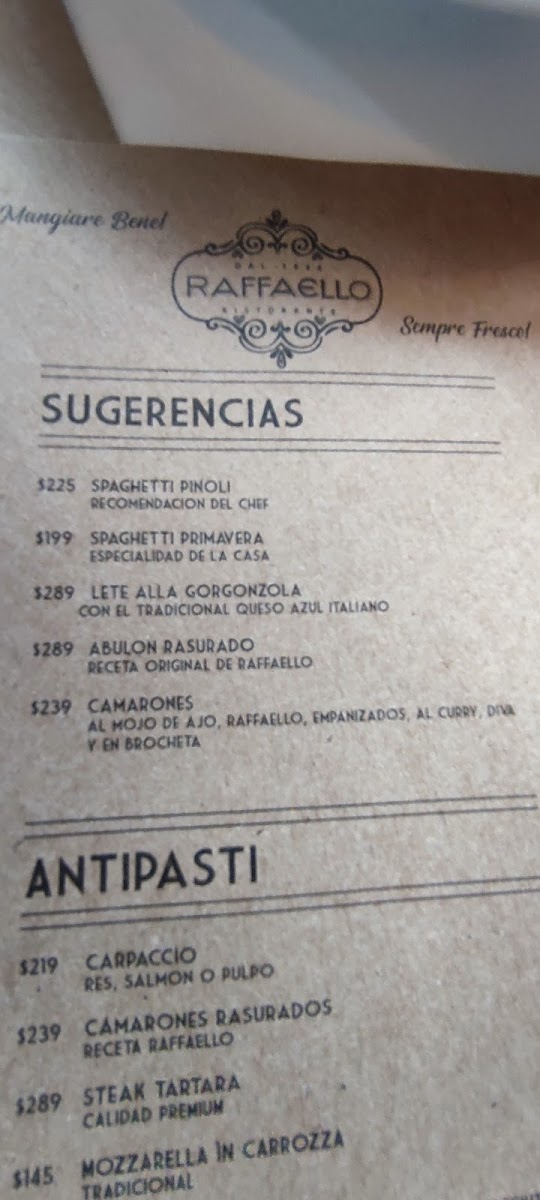 Mangiare Bene!
RAFFAELLO
RISTORANTE
Sempre Fresco!
SUGERENCIAS
$225 SPAGHETTI PINOLI
RECOMENDACION DEL CHEF
$199 SPAGHETTI PRIMAVERA
ESPECIALIDAD DE LA CASA
$289 LETE ALLA GORGONZOLA
CON EL TRADICIONAL QUESO AZUL ITALIANO
$289 ABULON RASURADO
RECETA ORIGINAL DE RAFFAELLO
$239 CAMARONES
AL MOJO DE AJO, RAFFAELLO, EMPANIZADOS, AL CURRY, DIVA
Y EN BROCHETA
ANTIPASTI
$219 CARPACCIO
RES, SALMON O PULPO
$239 CAMARONES RASURADOS
RECETA RAFFAELLO
$289 STEAK TARTARA
CALIDAD PREMIUM
$145 MOZZARELLA IN CARROZZA
TRADICIONAL